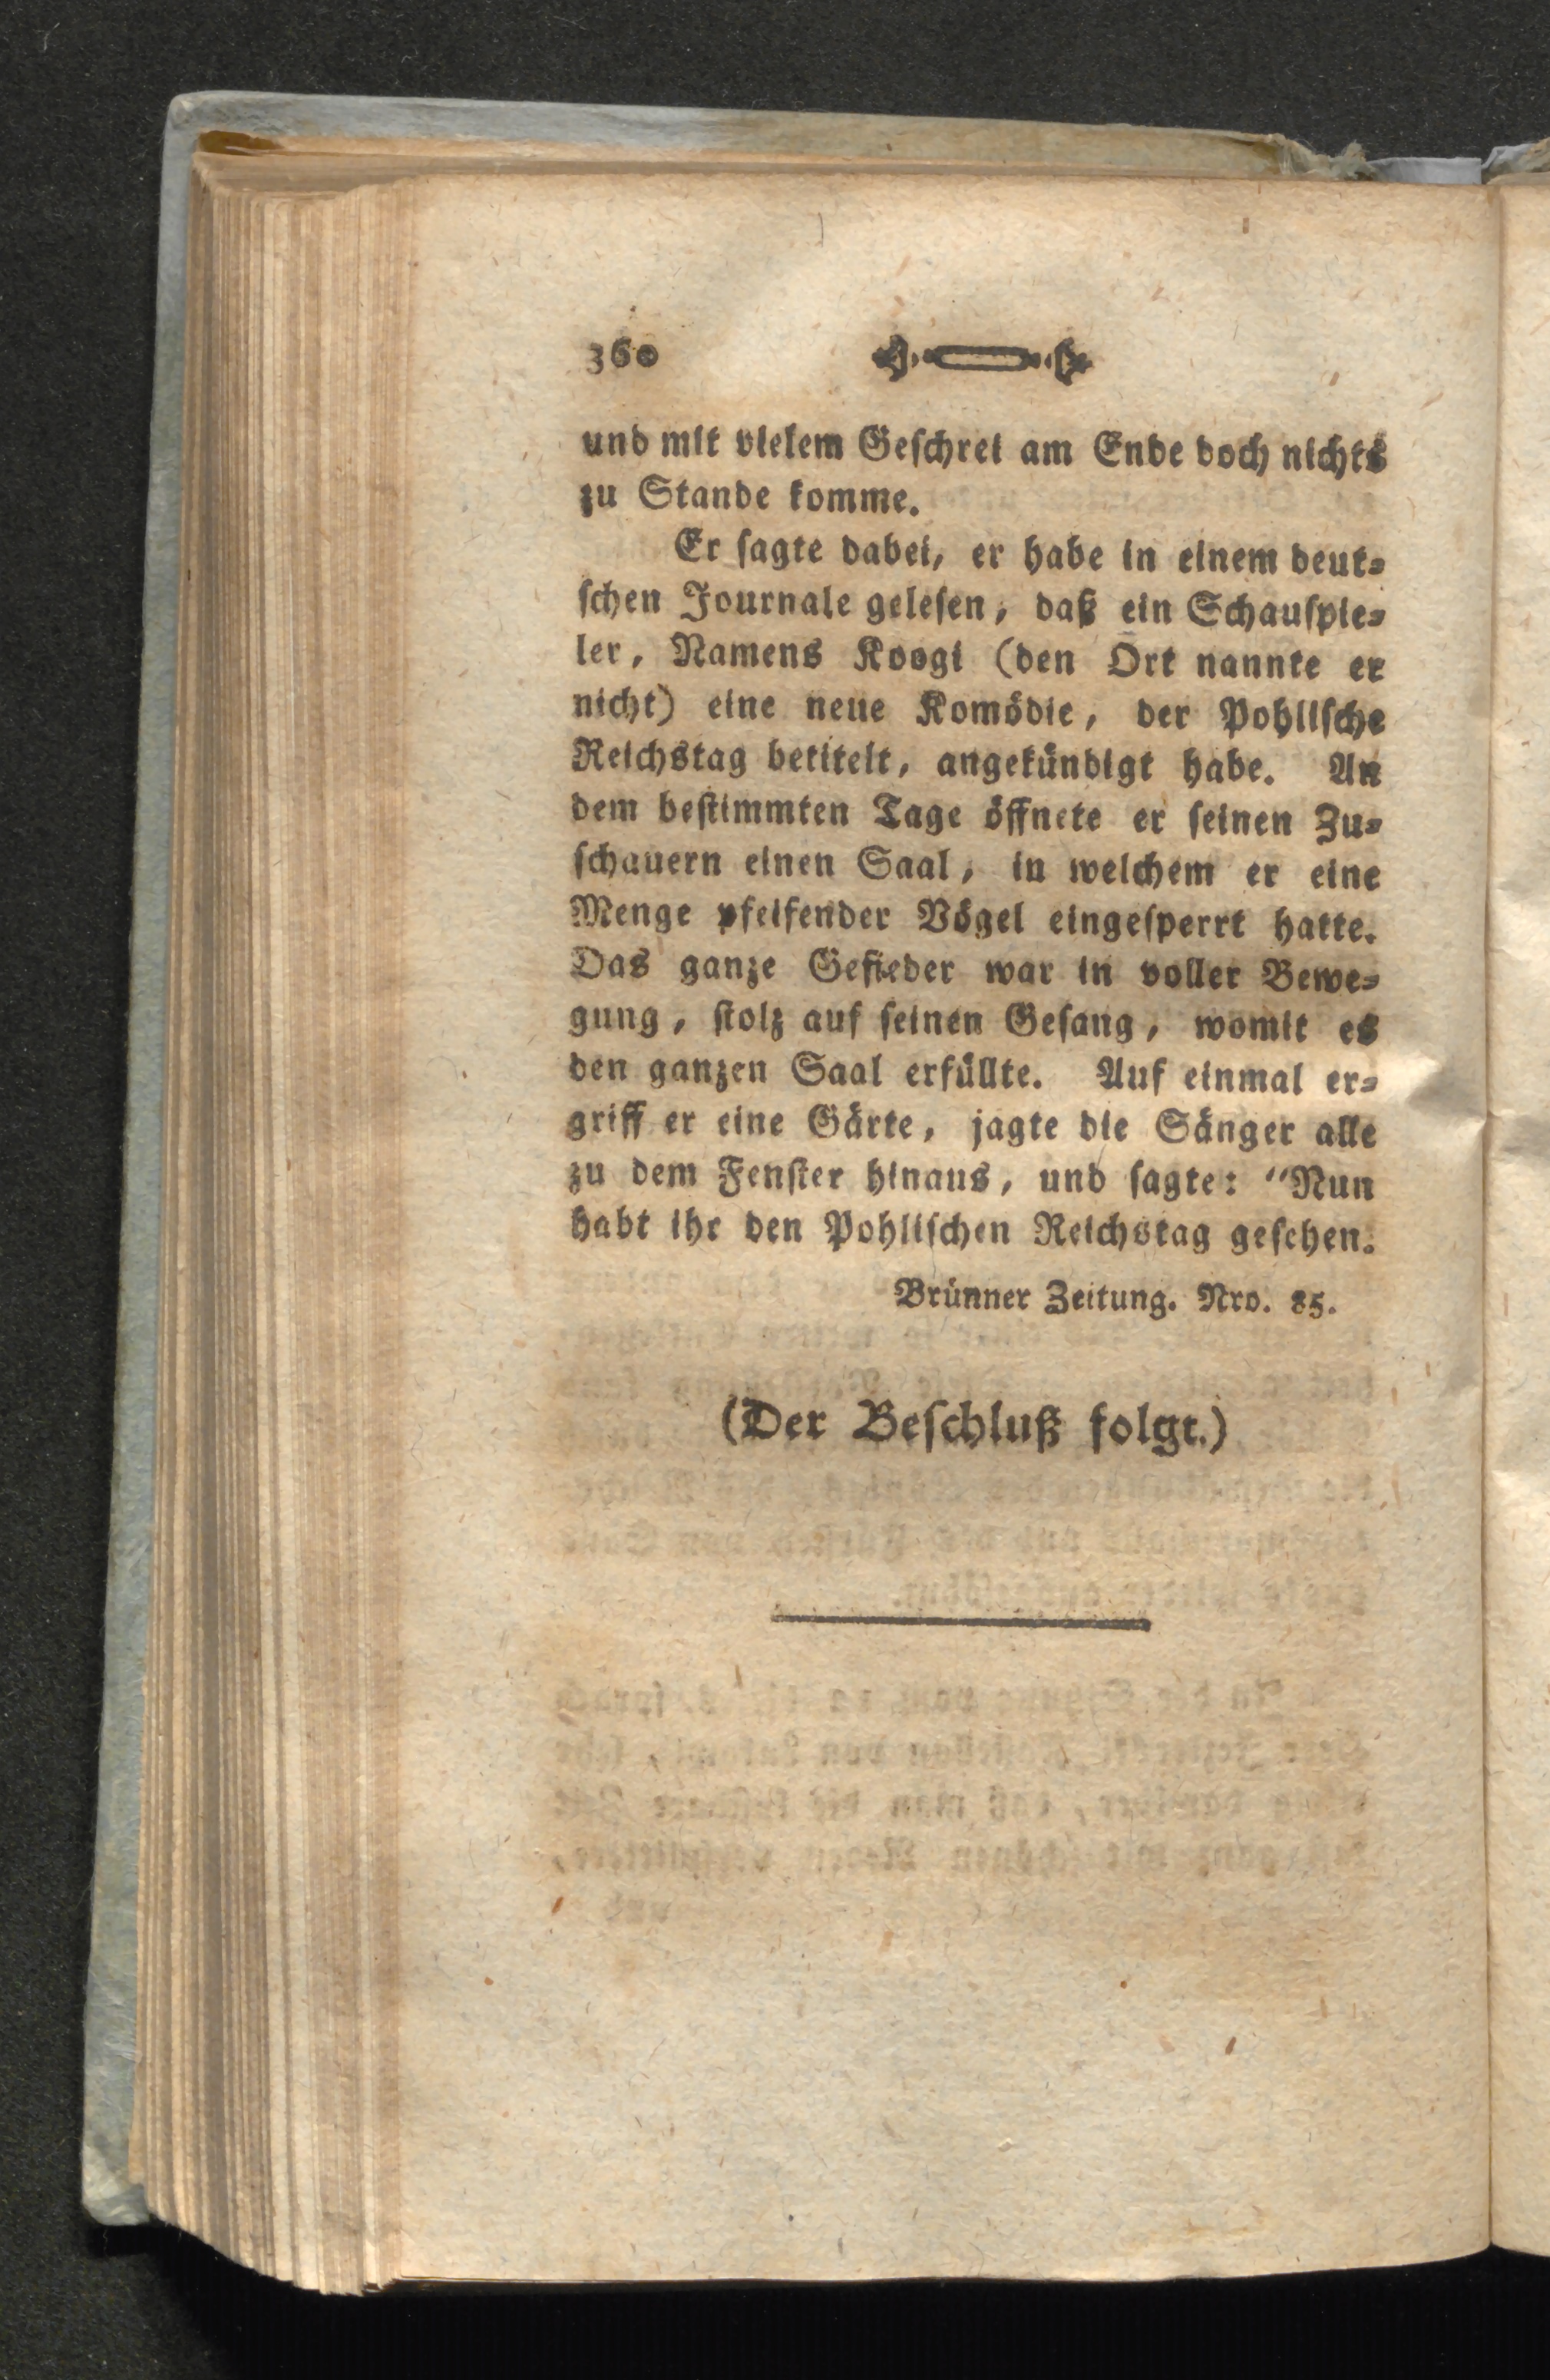 360
und mit vielem Geſchrei am Ende doch nichts
zu Stande komme.
Er ſagte dabei, er habe in einem deut⸗
ſchen Journale geleſen, daß ein Schauſpie⸗
ler, Namens Koogi (den Ort nannte er
nicht) eine neue Komödie, der Pohliſche
Reichstag betitelt, angekündigt habe. An
dem beſtimmten Tage öffnete er ſeinen Zu⸗
ſchauern einen Saal, in welchem er eine
Menge pfeifender Vögel eingeſperrt hatte.
Das ganze Gefieder war in voller Bewe⸗
gung, ſtolz auf ſeinen Geſang, womit es
den ganzen Saal erfüllte. Auf einmal er⸗
griff er eine Gärte, jagte die Sänger alle
zu dem Fenſter hinaus, und ſagte: “Nun
habt ihr den Pohliſchen Reichstag geſehen.
Brünner Zeitung. Nro. 85.
(Der Beſchluß folgt.)